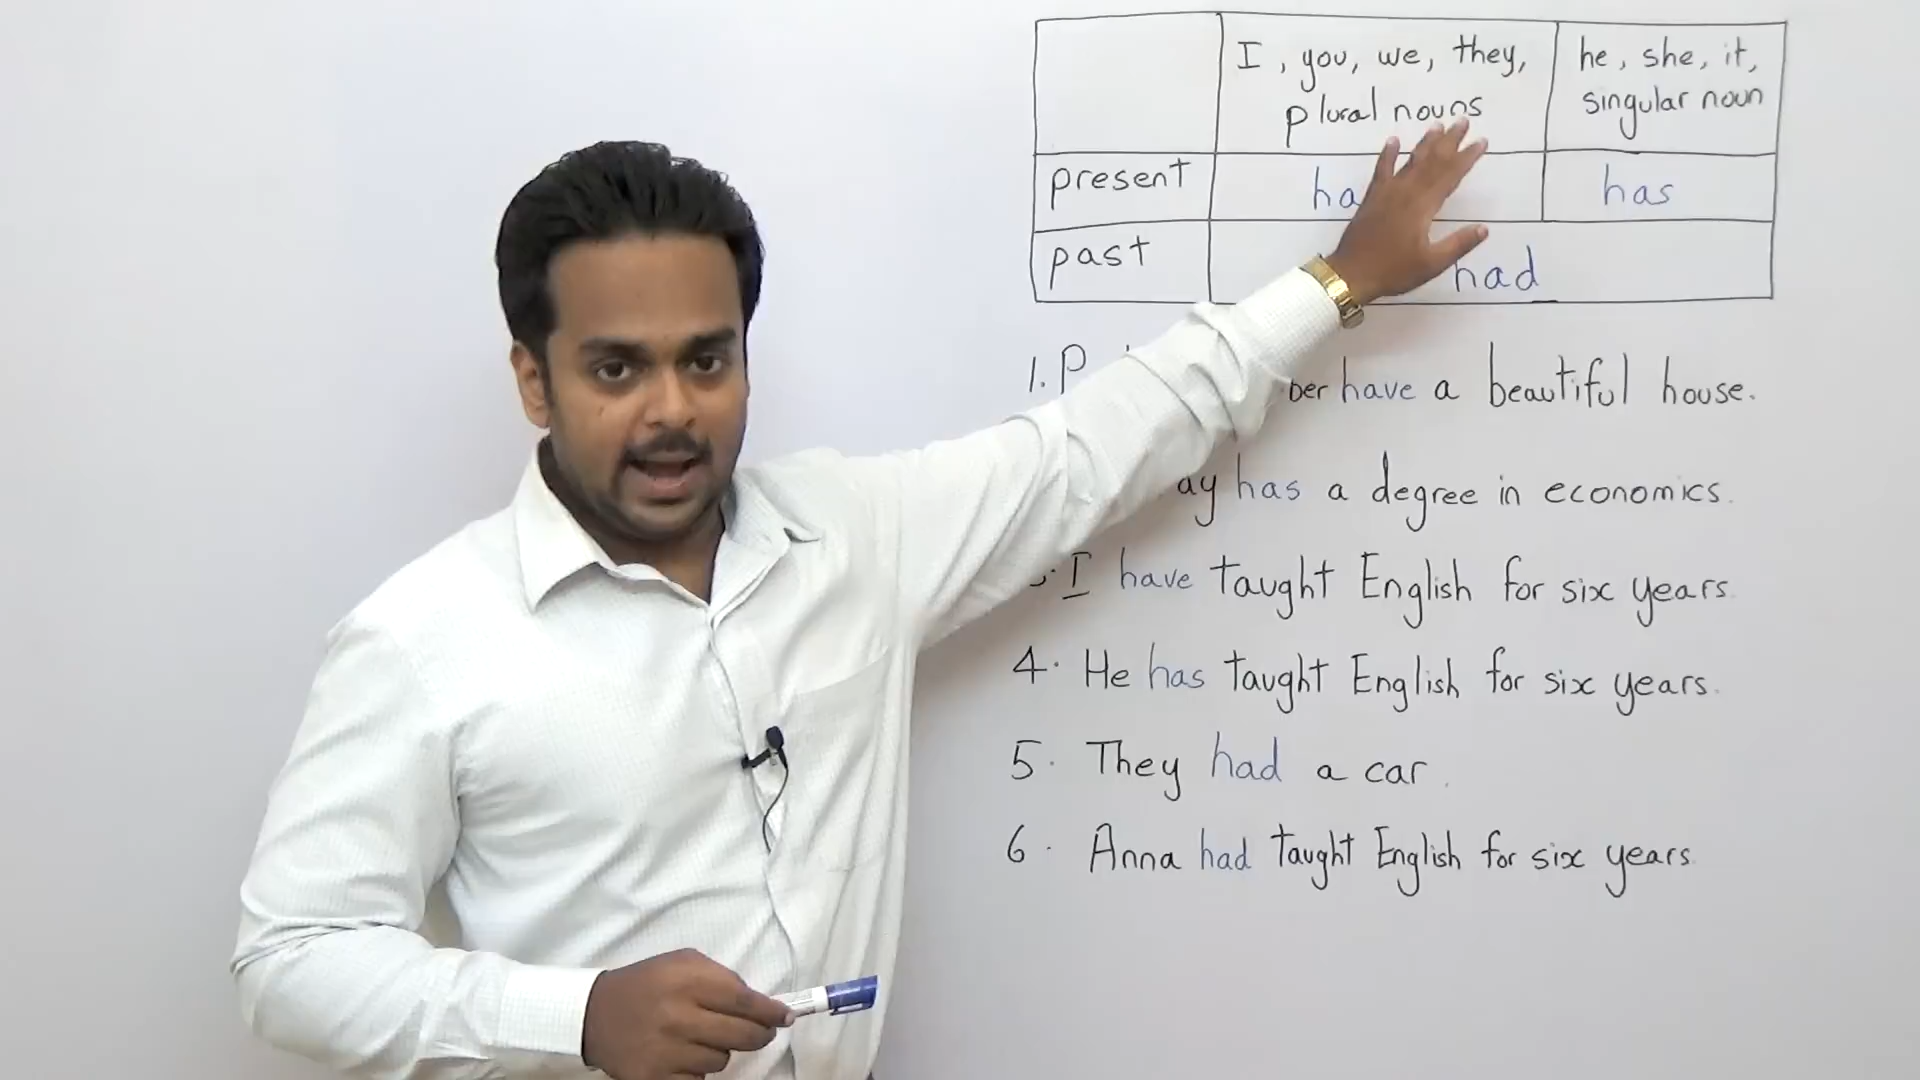 I, you, we, they, he, she, it,
plural nouns singular noun
present ha has
past had
1. P ber have a beautiful house.
ay has a degree in economics.
I have taught English for six years.
4. He has taught English for six years.
5. They had a car.
6. Anna had taught English for six years.